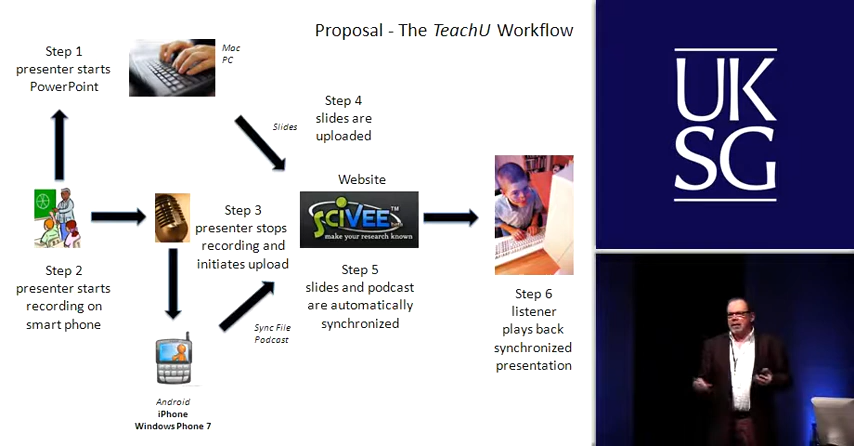 Proposal - The TeachU Workflow
Step 1
presenter starts
PowerPoint
Mac
PC
Slides
Step 4
slides are
uploaded
Website
SCIVEE™
beta
make your research known
Step 2
presenter starts
recording on
smart phone
Step 3
presenter stops
recording and
initiates upload
Step 5
slides and podcast
are automatically
synchronized
Sync File
Podcast
Android
iPhone
Windows Phone 7
Step 6
listener
plays back
synchronized
presentation
UK
SG